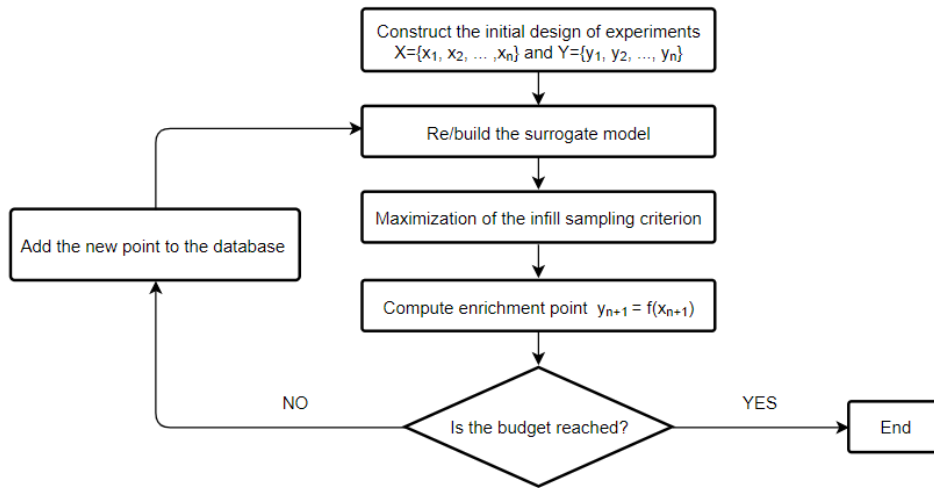 Construct the initial design of experiments
X={x₁, x₂, ... ,xₙ} and Y={y₁, y₂, ..., yₙ}
Re/build the surrogate model
Maximization of the infill sampling criterion
Add the new point to the database
Compute enrichment point yₙ₊₁ = f(xₙ₊₁)
NO
YES
Is the budget reached?
End